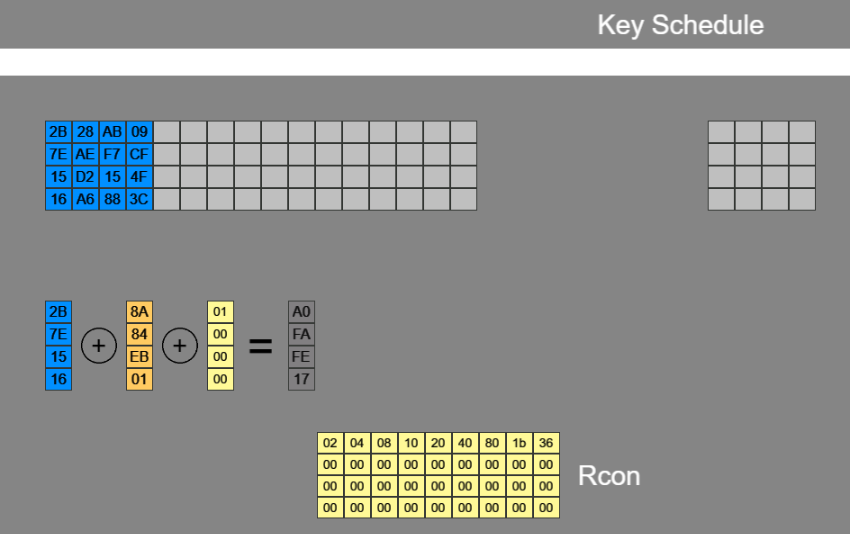 Key Schedule
2B 28 AB 09
7E AE F7 CF
15 D2 15 4F
16 A6 88 3C
2B + 8A + 01 = A0
7E 84 00 FA
15 EB 00 FE
16 01 00 17
02 04 08 10 20 40 80 1b 36
00 00 00 00 00 00 00 00 00
00 00 00 00 00 00 00 00 00
00 00 00 00 00 00 00 00 00
Rcon